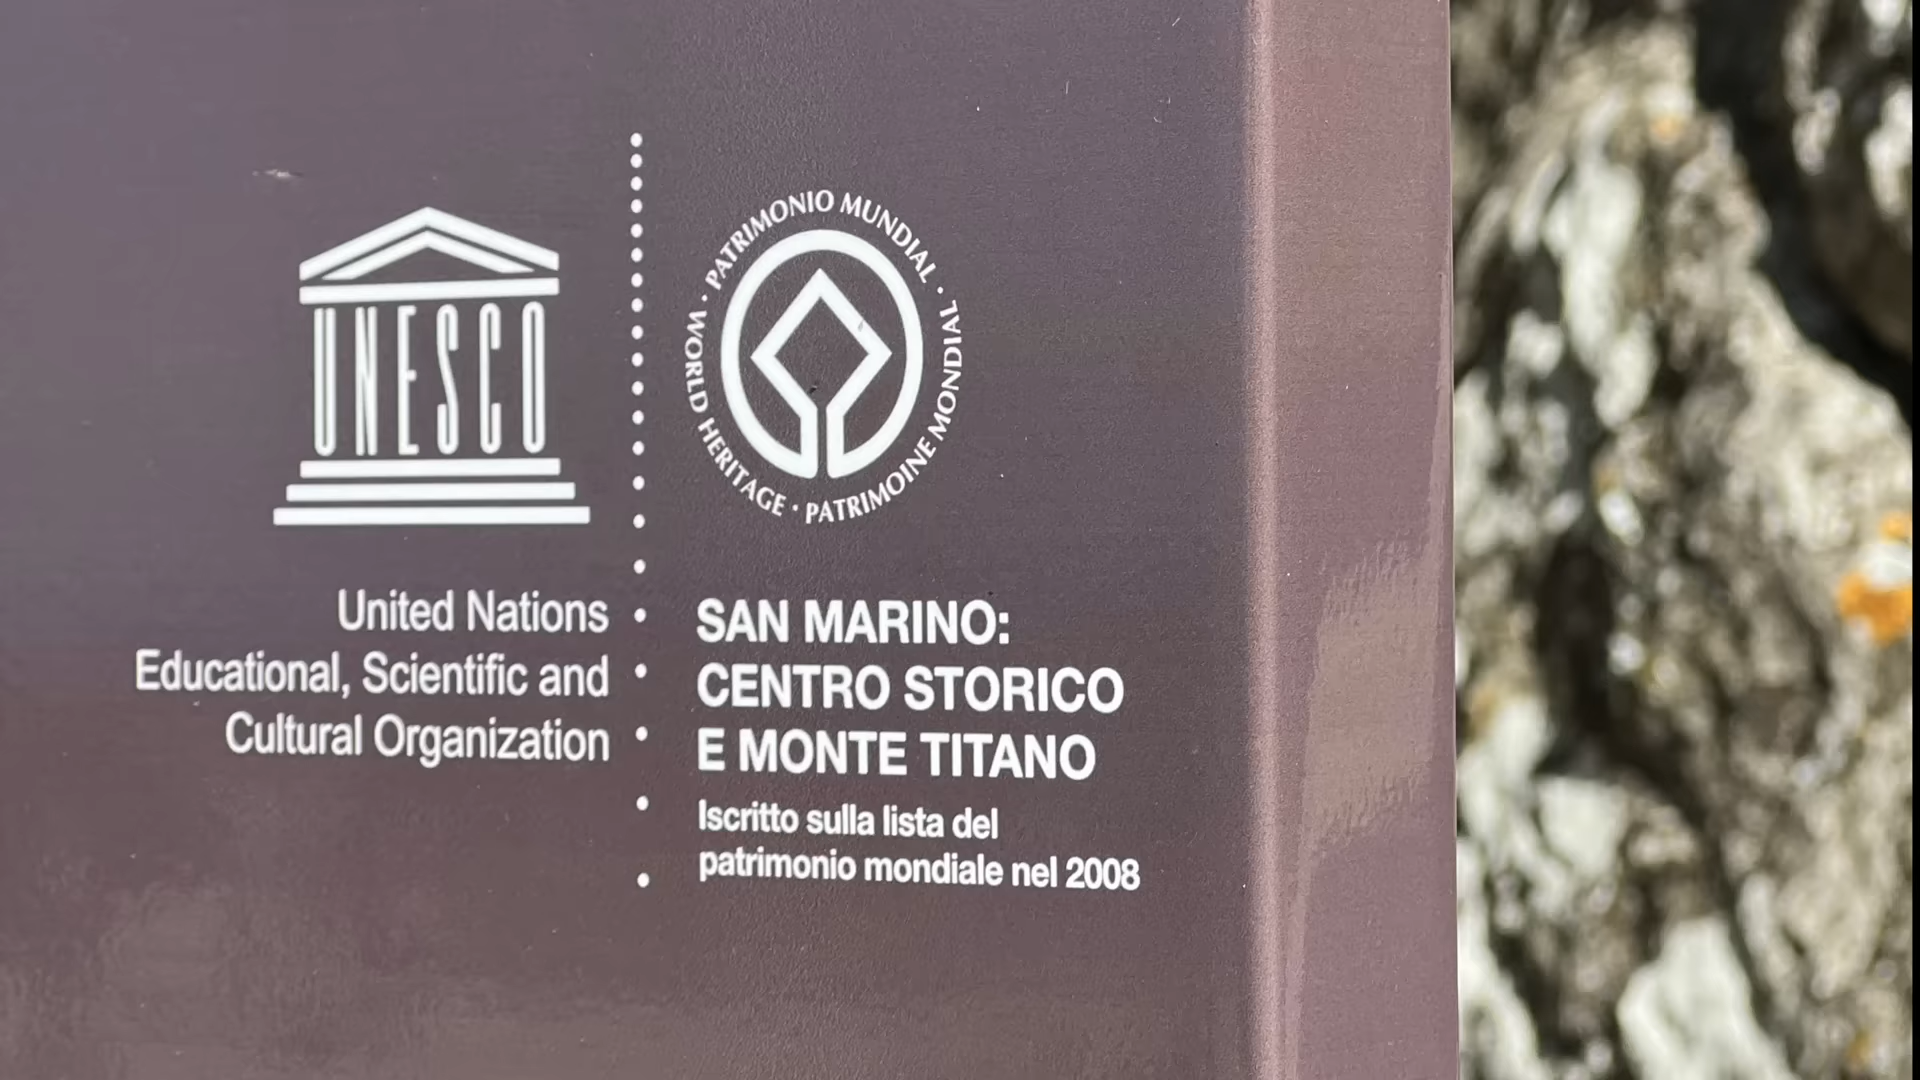 UNESCO
United Nations
Educational, Scientific and
Cultural Organization
PATRIMONIO MUNDIAL · WORLD HERITAGE · PATRIMOINE MONDIAL ·
SAN MARINO:
CENTRO STORICO
E MONTE TITANO
Iscritto sulla lista del
patrimonio mondiale nel 2008